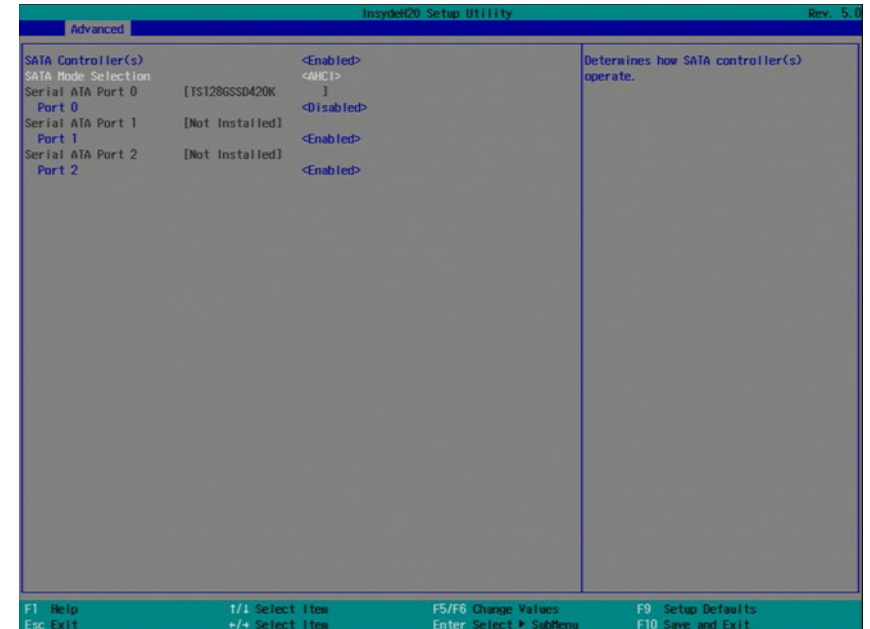 InsydeH20 Setup Utility Rev. 5.0
Advanced
SATA Controller(s) <Enabled> Determines how SATA controller(s)
SATA Mode Selection <AHCI> operate.
Serial ATA Port 0 [TS128GSSD420K ]
Port 0 <Disabled>
Serial ATA Port 1 [Not Installed]
Port 1 <Enabled>
Serial ATA Port 2 [Not Installed]
Port 2 <Enabled>
F1 Help ↑/↓ Select Item F5/F6 Change Values F9 Setup Defaults
Esc Exit ←/→ Select Item Enter Select ▶ SubMenu F10 Save and Exit